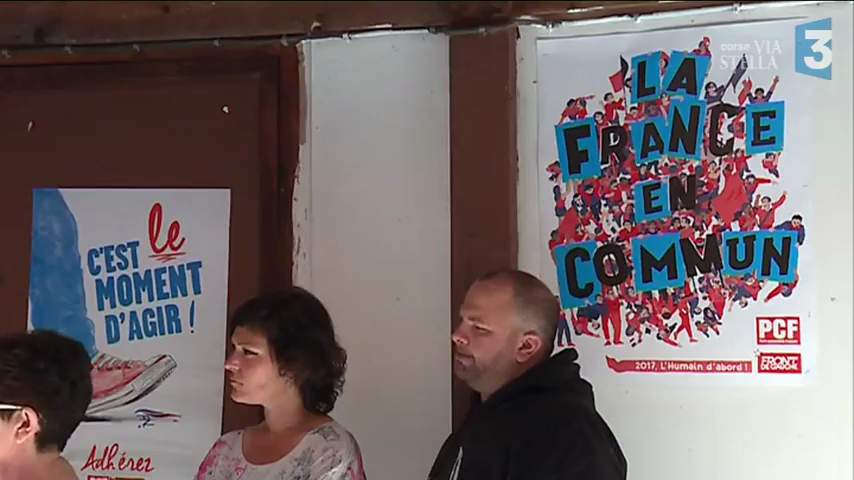 corse VIA
STELLA
3
le
C'EST
MOMENT
D'AGIR !
Adhérez
LA
FRANCE
EN
COMMUN
PCF
FRONT
DE GAUCHE
2017, L'Humain d'abord !